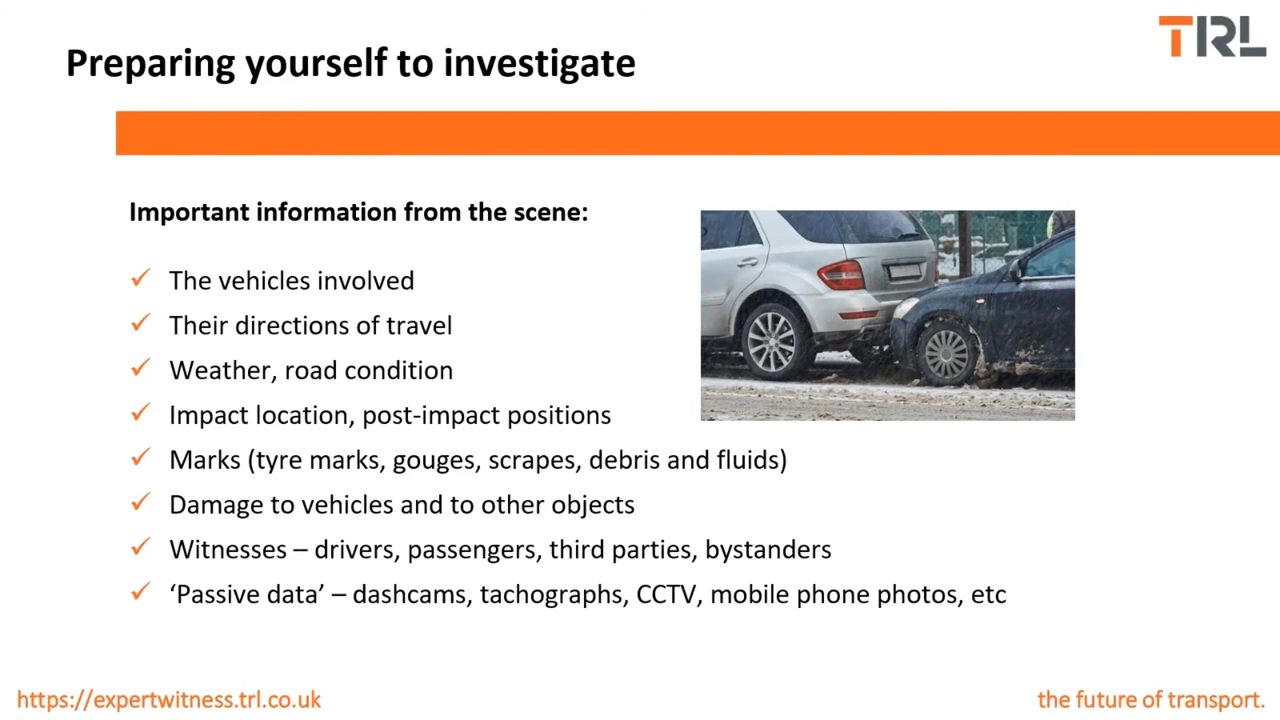 Preparing yourself to investigate
TRL
Important information from the scene:
✓ The vehicles involved
✓ Their directions of travel
✓ Weather, road condition
✓ Impact location, post-impact positions
✓ Marks (tyre marks, gouges, scrapes, debris and fluids)
✓ Damage to vehicles and to other objects
✓ Witnesses – drivers, passengers, third parties, bystanders
✓ ‘Passive data’ – dashcams, tachographs, CCTV, mobile phone photos, etc
https://expertwitness.trl.co.uk
the future of transport.